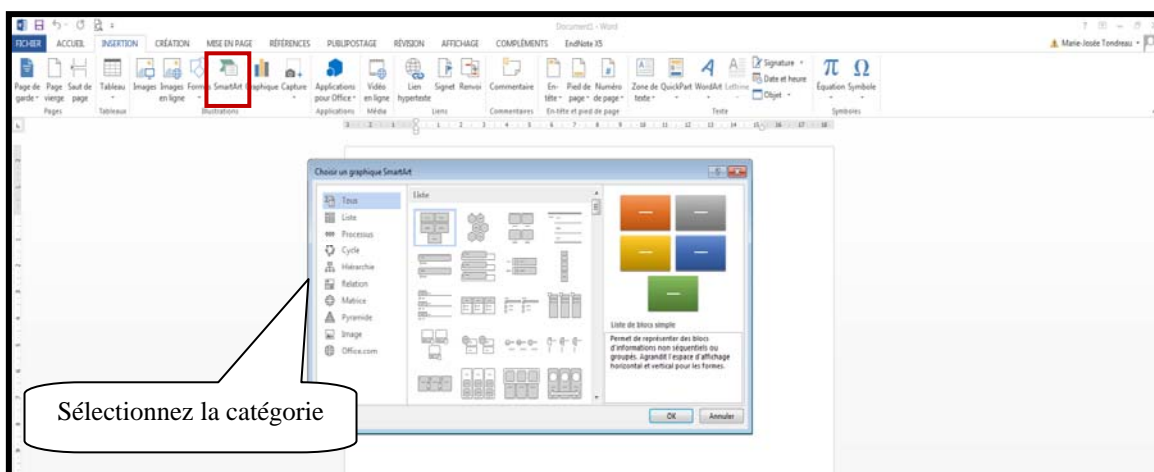 Document1 - Word
FICHIER ACCUEIL INSERTION CRÉATION MISE EN PAGE RÉFÉRENCES PUBLIPOSTAGE RÉVISION AFFICHAGE COMPLÉMENTS EndNote X5
Marie-Josée Tondreau
Page de garde
Page vierge
Saut de page
Tableau
Images
Images en ligne
Formes
SmartArt
Graphique
Capture
Applications pour Office
Vidéo en ligne
Lien hypertexte
Signet
Renvoi
Commentaire
En-tête
Pied de page
Numéro de page
Zone de texte
QuickPart
WordArt
Lettrine
Signature
Date et heure
Objet
Équation
Symbole
Pages Tableaux Illustrations Applications Média Liens Commentaires En-tête et pied de page Texte Symboles
Choisir un graphique SmartArt
Tous
Liste
Processus
Cycle
Hiérarchie
Relation
Matrice
Pyramide
Image
Office.com
Liste
Liste de blocs simple
Permet de représenter des blocs
d'informations non séquentiels ou
groupés. Agrandit l'espace d'affichage
horizontal et vertical pour les formes.
OK Annuler
Sélectionnez la catégorie